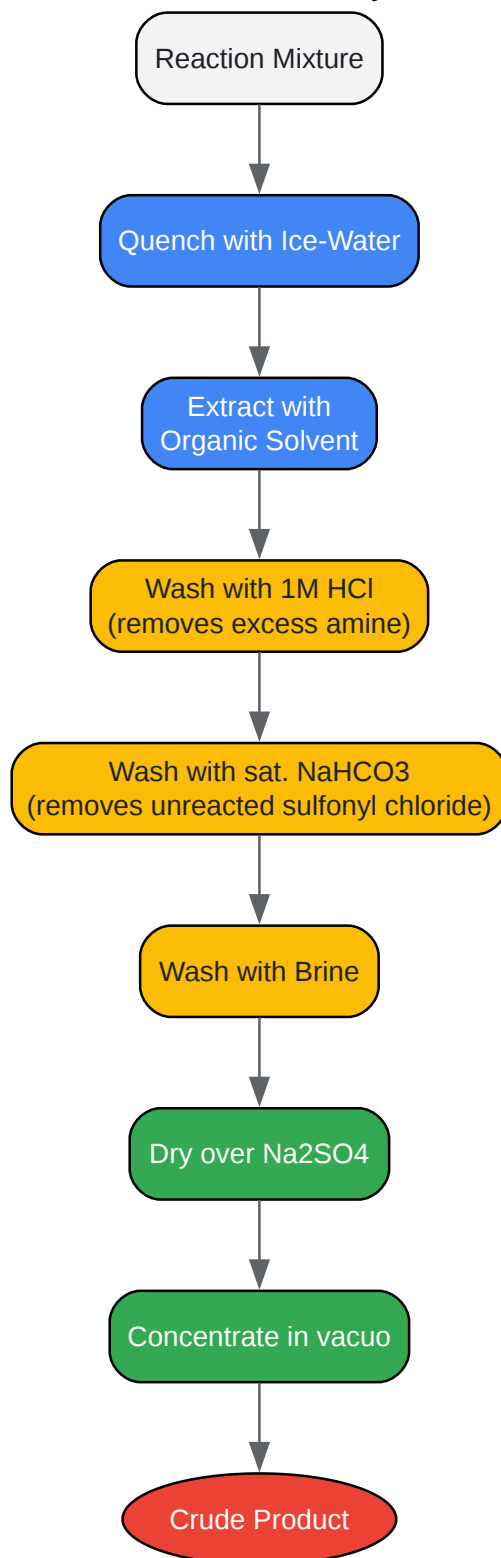 Reaction Mixture
Quench with Ice-Water
Extract with
Organic Solvent
Wash with 1M HCl
(removes excess amine)
Wash with sat. NaHCO3
(removes unreacted sulfonyl chloride)
Wash with Brine
Dry over Na2SO4
Concentrate in vacuo
Crude Product